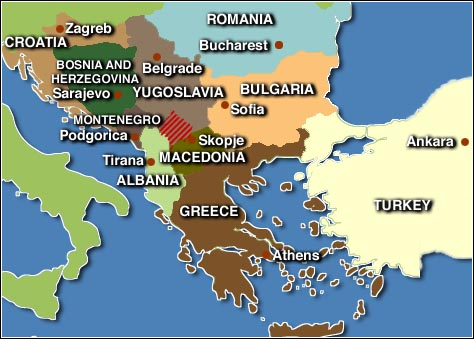 ROMANIA
Zagreb
CROATIA
Bucharest
BOSNIA AND
HERZEGOVINA
Belgrade
Sarajevo
YUGOSLAVIA
BULGARIA
Sofia
MONTENEGRO
Podgorica
Skopje
Ankara
Tirana
MACEDONIA
ALBANIA
GREECE
TURKEY
Athens